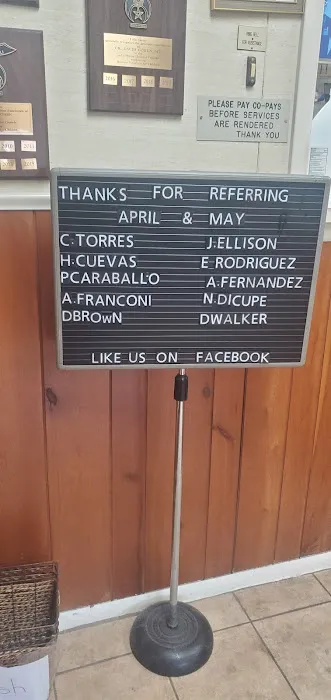 PLEASE PAY CO-PAYS
BEFORE SERVICES
ARE RENDERED
THANK YOU
THANKS FOR REFERRING
APRIL & MAY
C.TORRES J.ELLISON
H.CUEVAS E RODRIGUEZ
PCARABALLO A.FERNANDEZ
A.FRANCONI N.DICUPE
DBROwN DWALKER
LIKE US ON FACEBOOK
sh